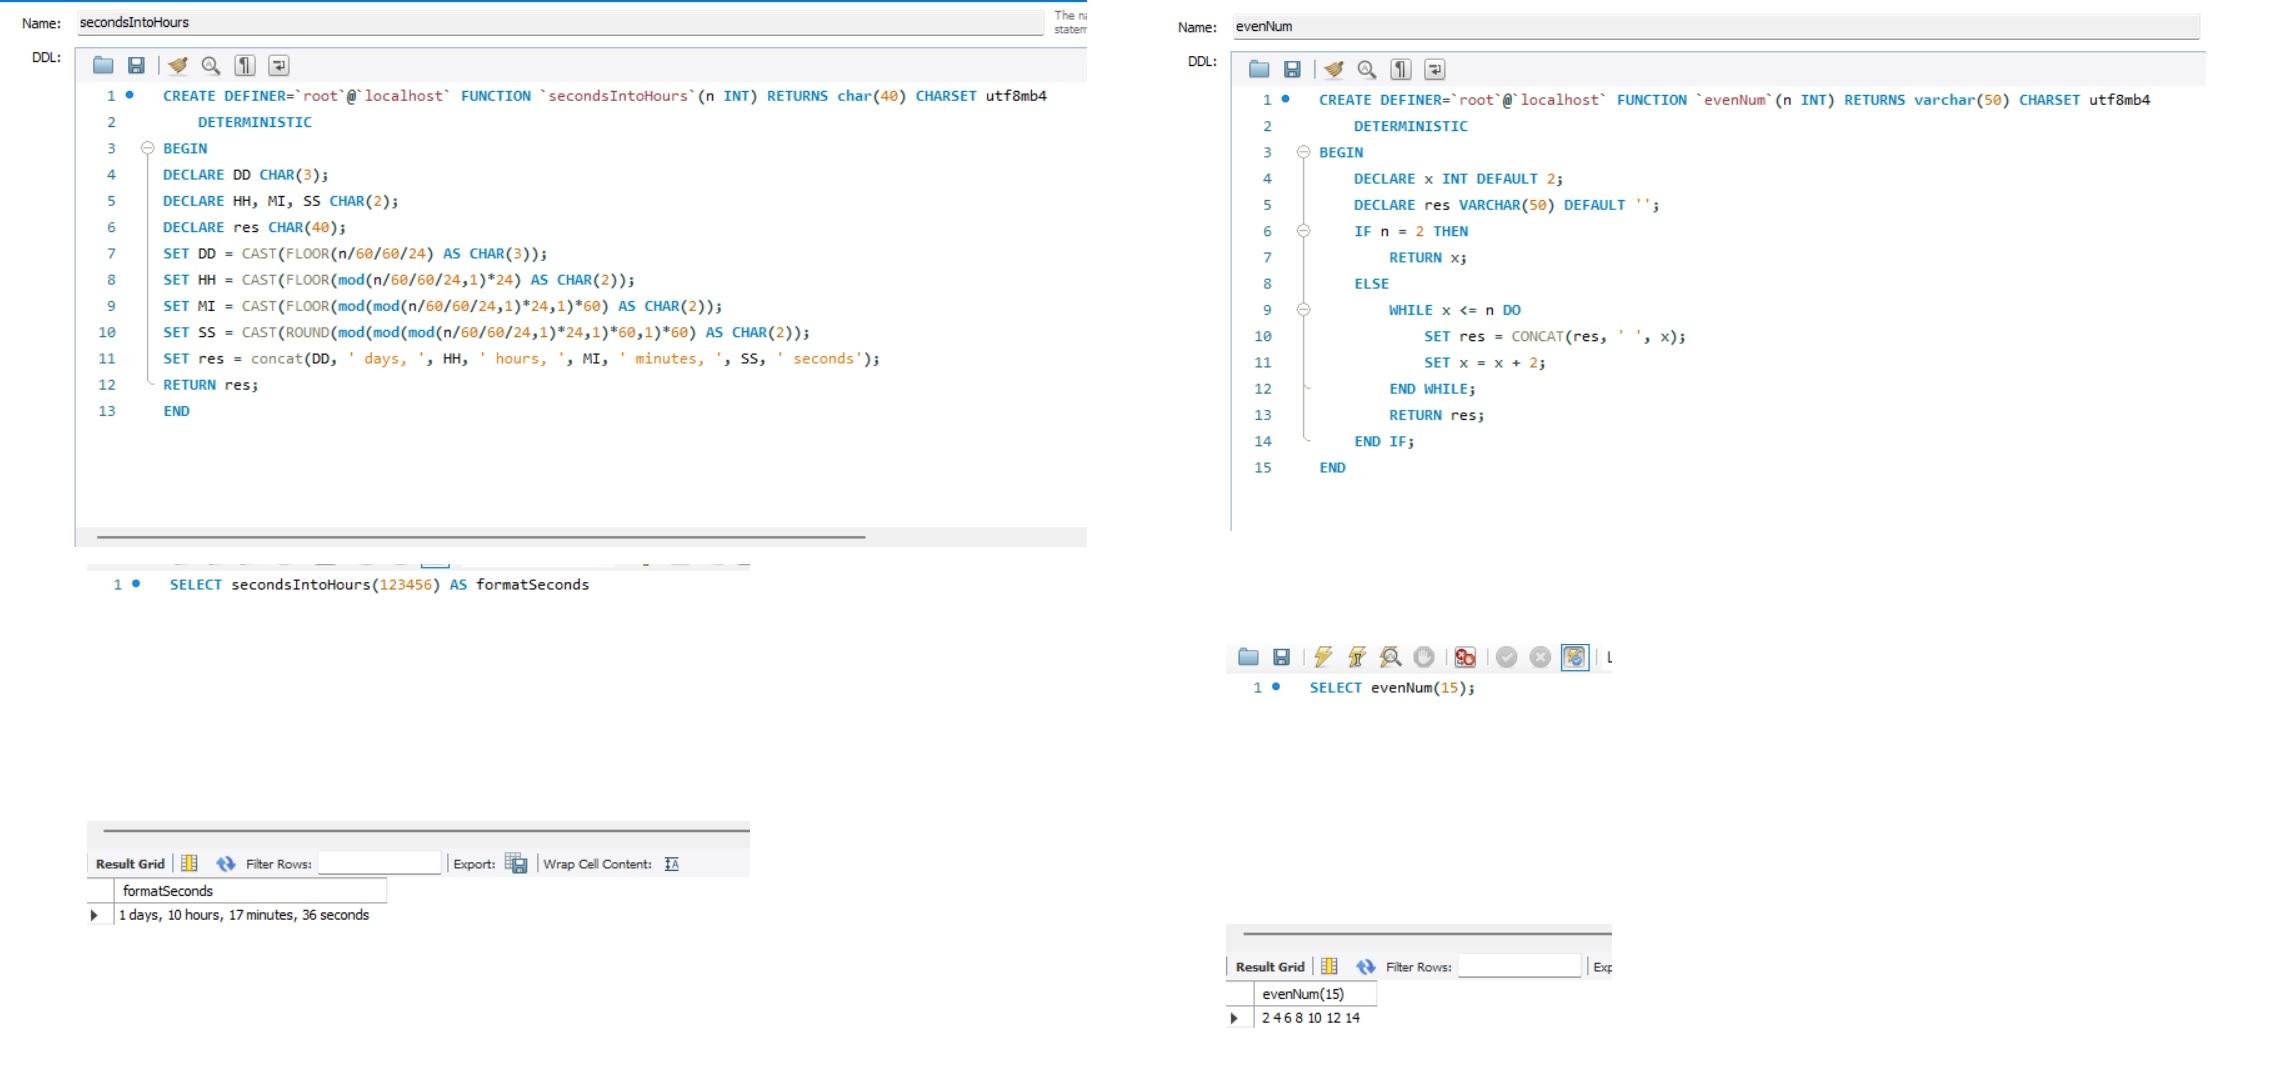 Name: secondsIntoHours
The na
statem
DDL:
1 CREATE DEFINER=`root`@`localhost` FUNCTION `secondsIntoHours`(n INT) RETURNS char(40) CHARSET utf8mb4
2 DETERMINISTIC
3 BEGIN
4 DECLARE DD CHAR(3);
5 DECLARE HH, MI, SS CHAR(2);
6 DECLARE res CHAR(40);
7 SET DD = CAST(FLOOR(n/60/60/24) AS CHAR(3));
8 SET HH = CAST(FLOOR(mod(n/60/60/24,1)*24) AS CHAR(2));
9 SET MI = CAST(FLOOR(mod(mod(n/60/60/24,1)*24,1)*60) AS CHAR(2));
10 SET SS = CAST(ROUND(mod(mod(mod(n/60/60/24,1)*24,1)*60,1)*60) AS CHAR(2));
11 SET res = concat(DD, ' days, ', HH, ' hours, ', MI, ' minutes, ', SS, ' seconds');
12 RETURN res;
13 END
1 SELECT secondsIntoHours(123456) AS formatSeconds
Result Grid Filter Rows: Export: Wrap Cell Content:
formatSeconds
1 days, 10 hours, 17 minutes, 36 seconds
Name: evenNum
DDL:
1 CREATE DEFINER=`root`@`localhost` FUNCTION `evenNum`(n INT) RETURNS varchar(50) CHARSET utf8mb4
2 DETERMINISTIC
3 BEGIN
4 DECLARE x INT DEFAULT 2;
5 DECLARE res VARCHAR(50) DEFAULT '';
6 IF n = 2 THEN
7 RETURN x;
8 ELSE
9 WHILE x <= n DO
10 SET res = CONCAT(res, ' ', x);
11 SET x = x + 2;
12 END WHILE;
13 RETURN res;
14 END IF;
15 END
L
1 SELECT evenNum(15);
Result Grid Filter Rows: Exp
evenNum(15)
2 4 6 8 10 12 14